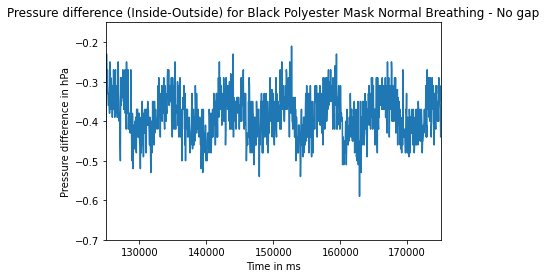 Pressure difference (Inside-Outside) for Black Polyester Mask Normal Breathing - No gap
Pressure difference in hPa
−0.2
−0.3
−0.4
−0.5
−0.6
−0.7
130000 140000 150000 160000 170000
Time in ms